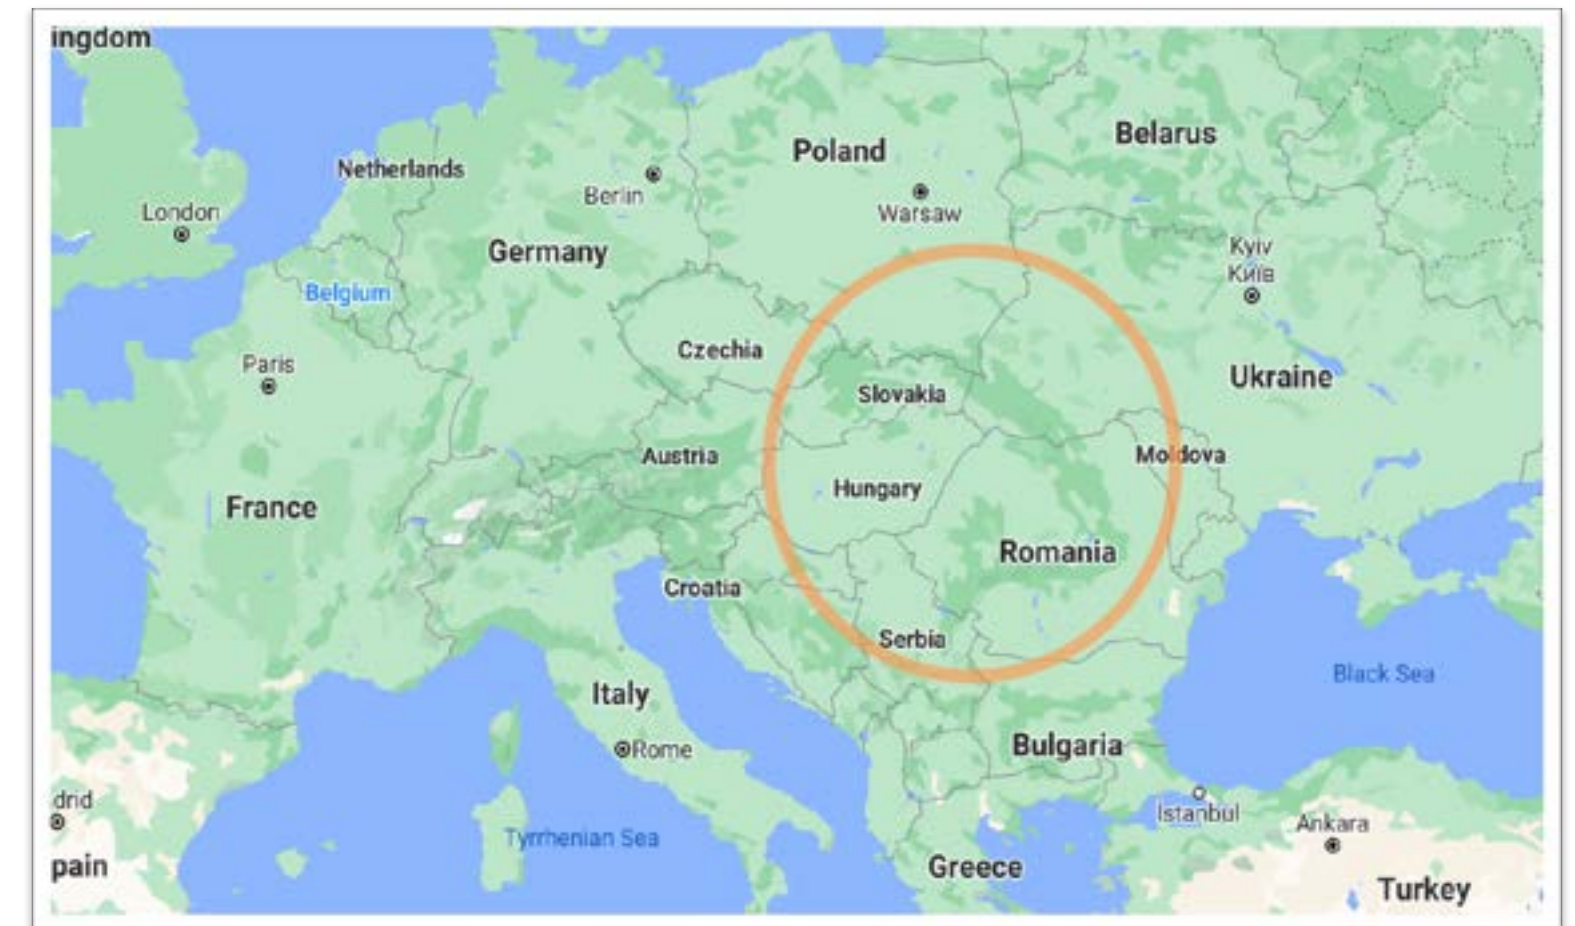 ingdom
Belarus
Poland
Netherlands
Berlin
Warsaw
London
Germany
Kyiv
Київ
Belgium
Czechia
Paris
Ukraine
Slovakia
Austria
Moldova
Hungary
France
Romania
Croatia
Serbia
Black Sea
Italy
Bulgaria
Rome
drid
Istanbul
Ankara
Tyrrhenian Sea
pain
Greece
Turkey